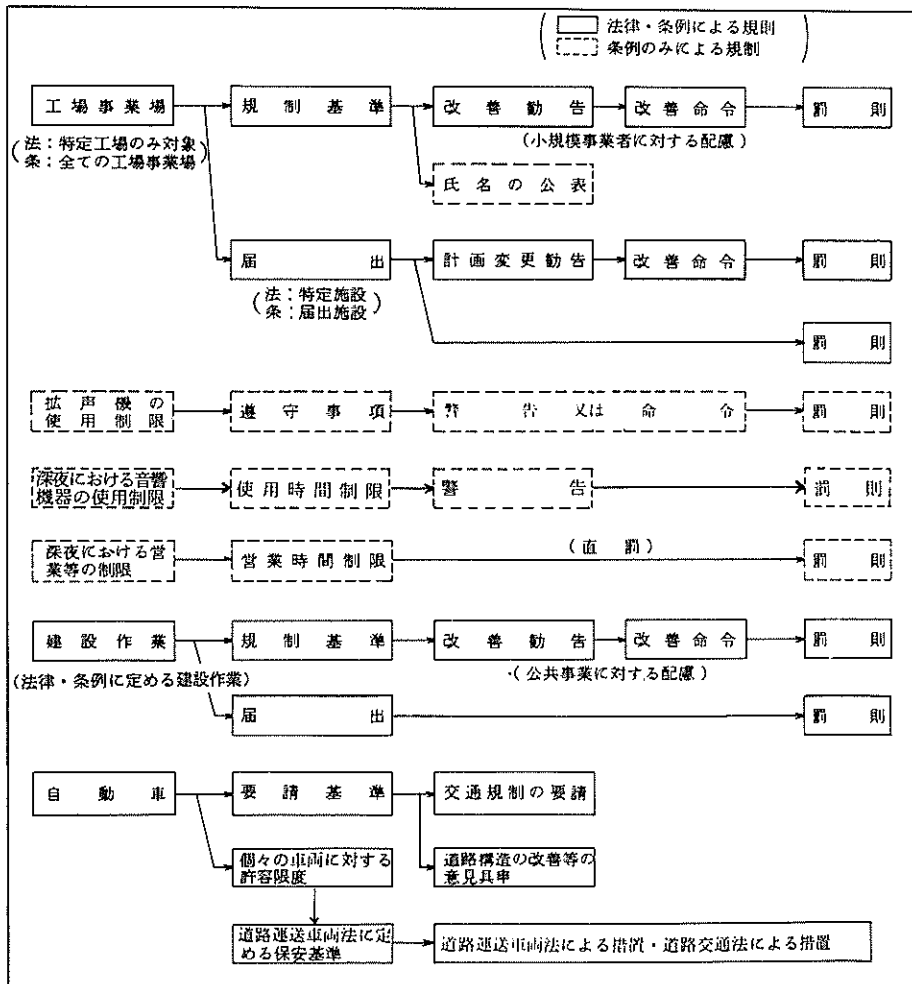 法律・条例による規則
条例のみによる規制
工場事業場
規制基準
改善勧告
改善命令
罰則
(法：特定工場のみ対象
条：全ての工場事業場)
(小規模事業者に対する配慮)
氏名の公表
届出
計画変更勧告
改善命令
罰則
(法：特定施設
条：届出施設)
罰則
拡声機の
使用制限
遵守事項
警告又は命令
罰則
深夜における音響
機器の使用制限
使用時間制限
警告
罰則
深夜における営
業等の制限
営業時間制限
(直罰)
罰則
建設作業
規制基準
改善勧告
改善命令
罰則
(法律・条例に定める建設作業)
(公共事業に対する配慮)
届出
罰則
自動車
要請基準
交通規制の要請
個々の車両に対する
許容限度
道路構造の改善等の
意見具申
道路運送車両法に定
める保安基準
道路運送車両法による措置・道路交通法による措置